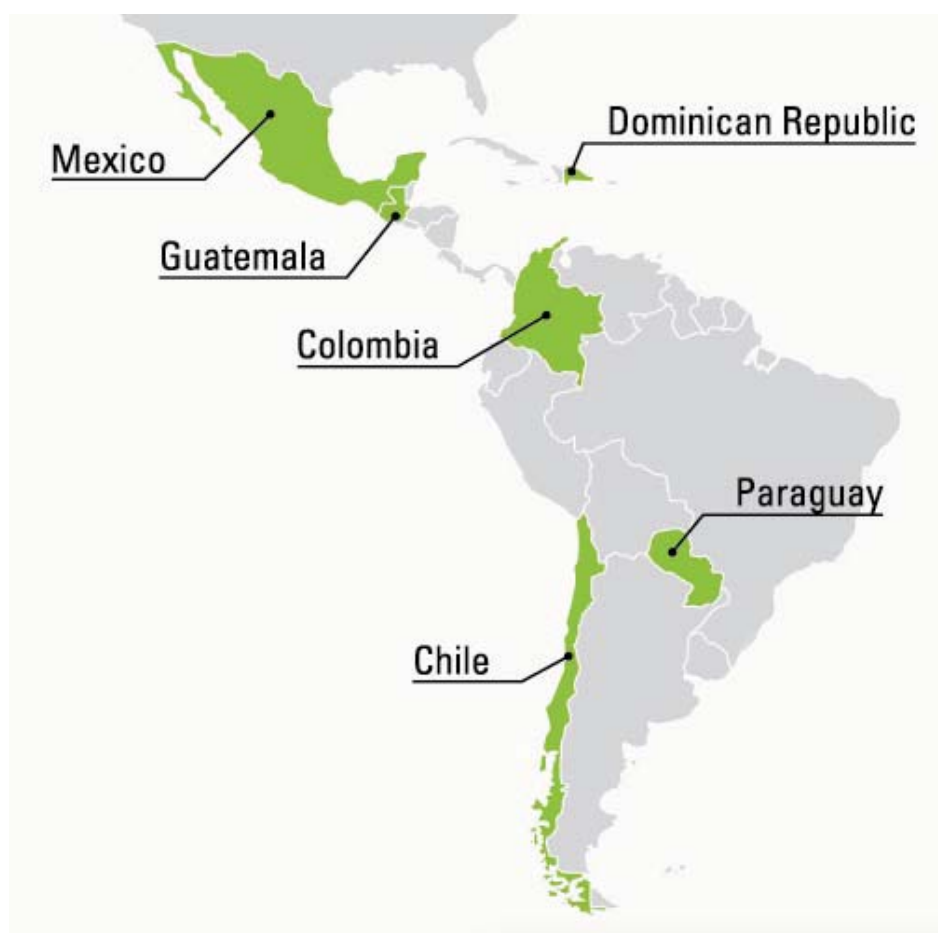 Dominican Republic
Mexico
Guatemala
Colombia
Paraguay
Chile